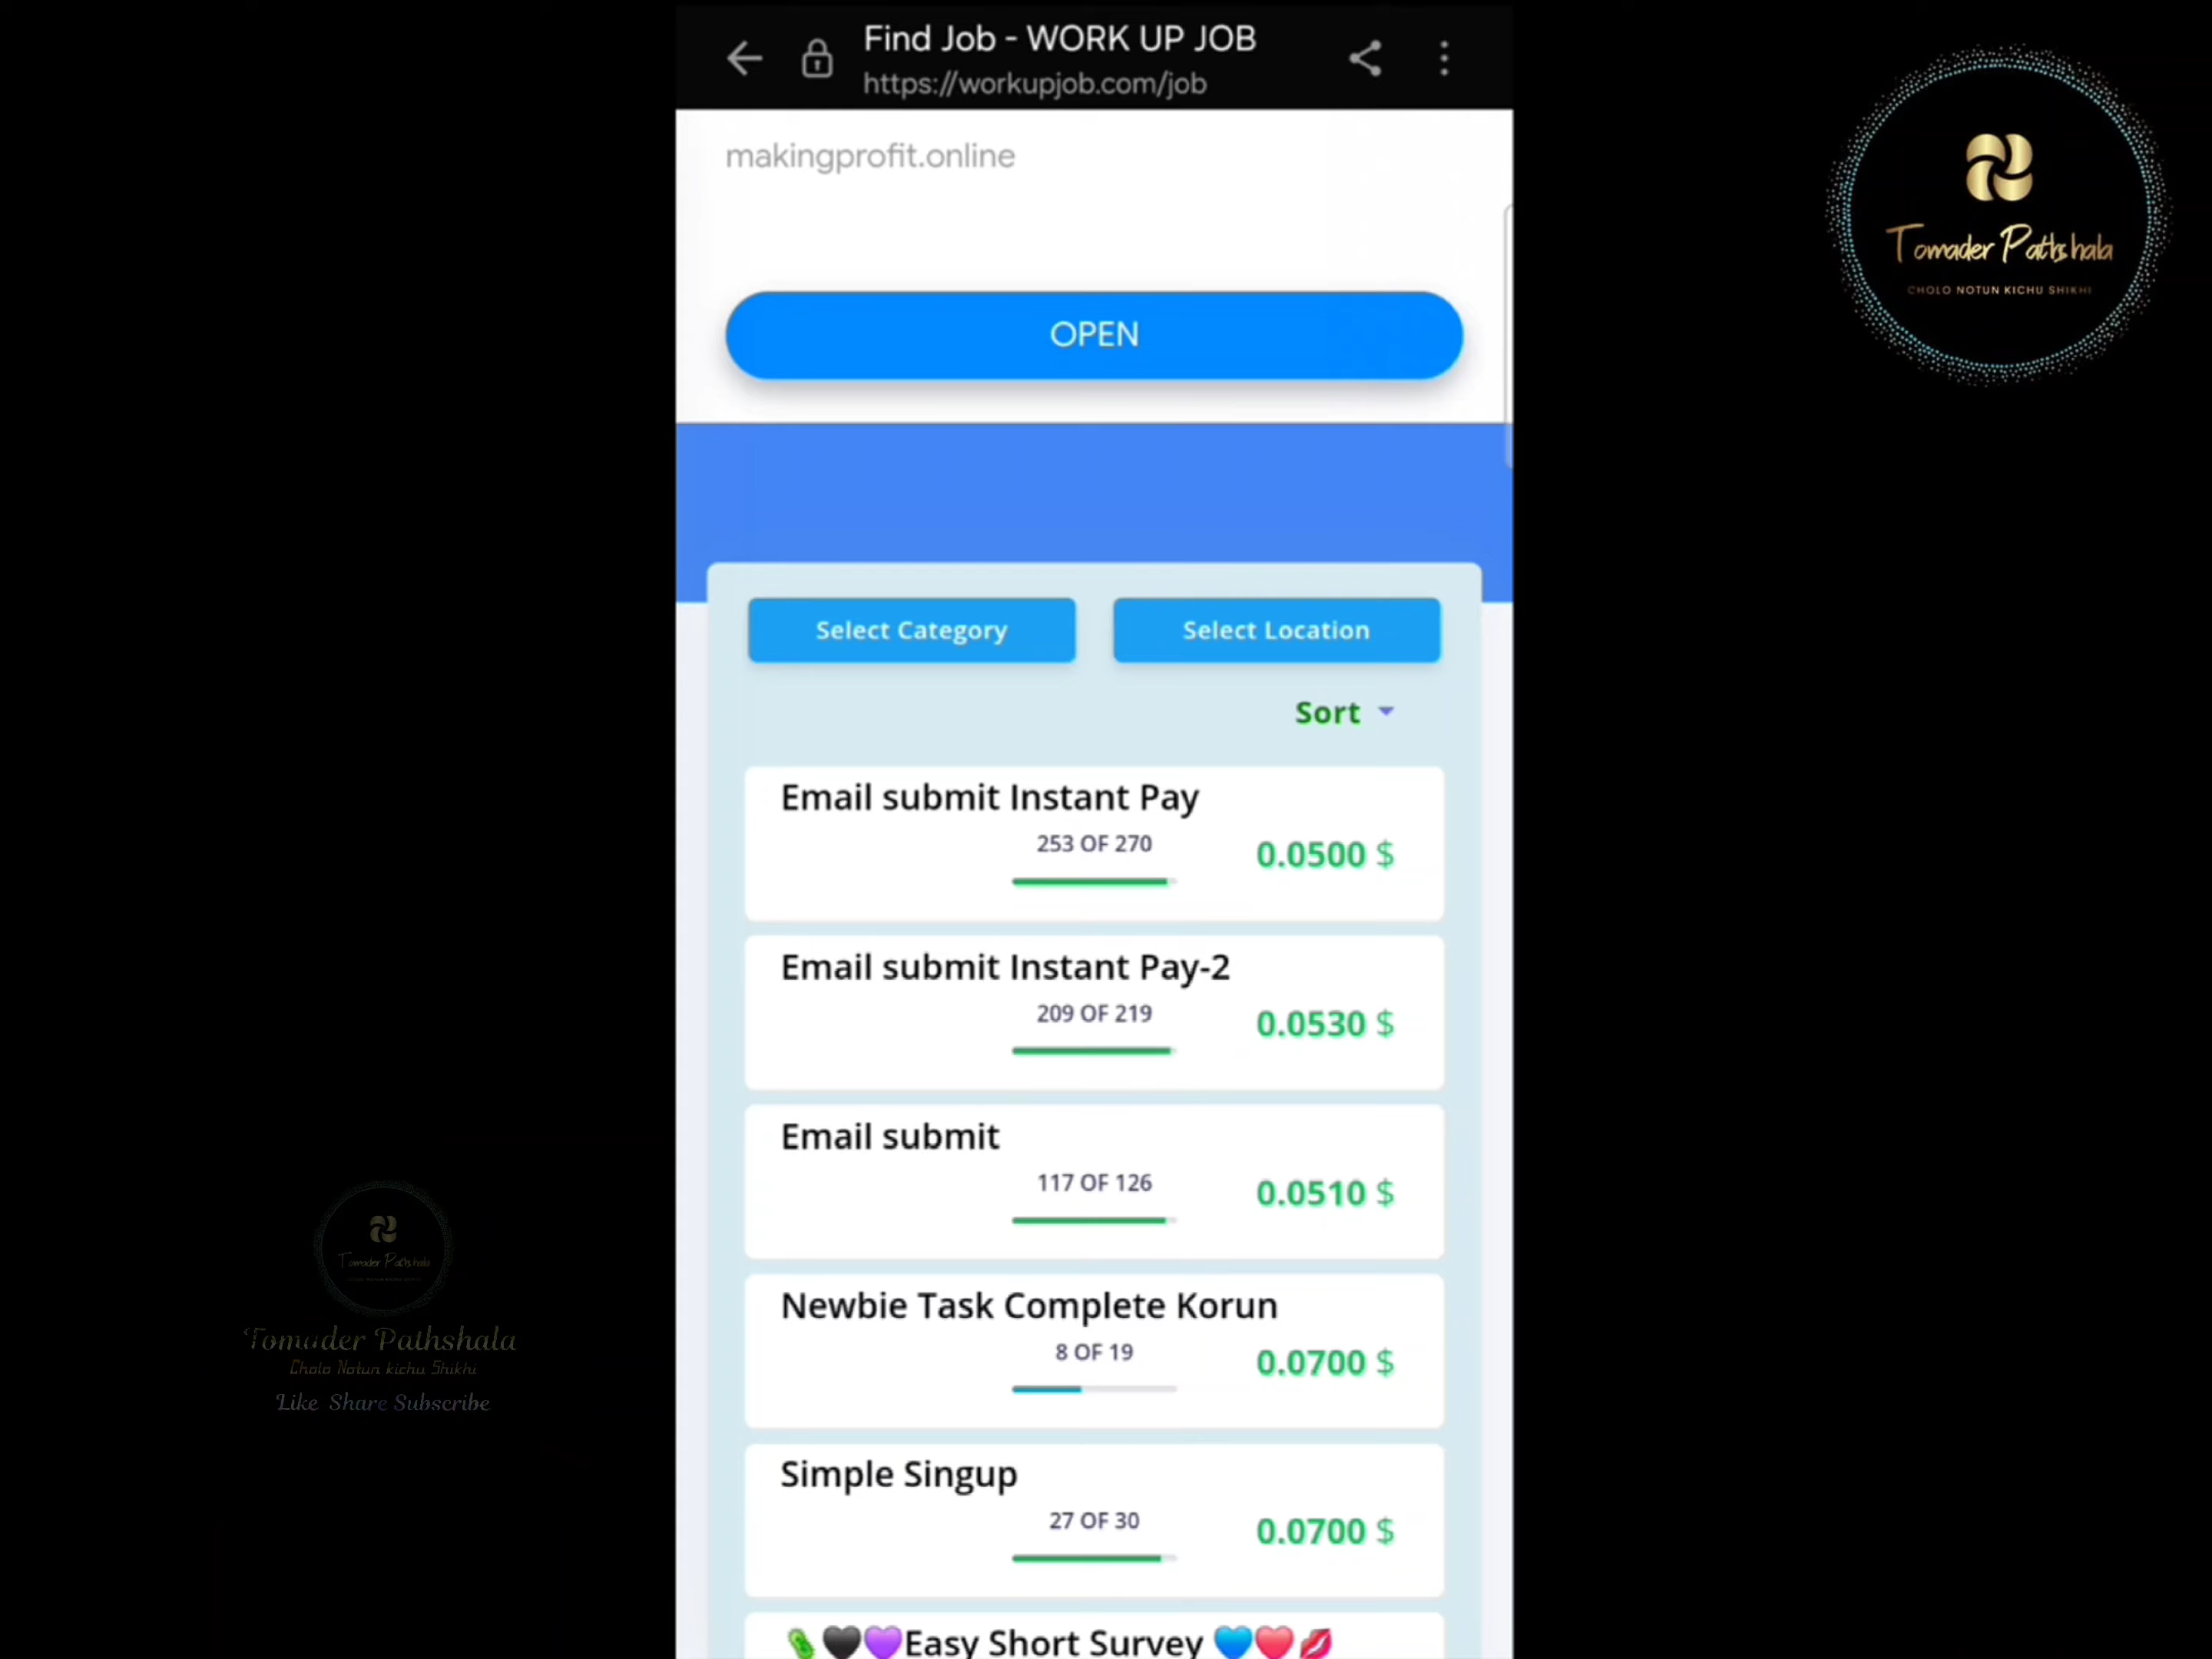 Find Job - WORK UP JOB
https://workupjob.com/job
makingprofit.online
OPEN
Select Category
Select Location
Sort
Email submit Instant Pay
253 OF 270
0.0500 $
Email submit Instant Pay-2
209 OF 219
0.0530 $
Email submit
117 OF 126
0.0510 $
Newbie Task Complete Korun
8 OF 19
0.0700 $
Simple Singup
27 OF 30
0.0700 $
Easy Short Survey
Tomader Pathshala
CHOLO NOTUN KICHU SHIKHI
Tomader Pathshala
Tomader Pathshala
Cholo Notun kichu Shikhi
Like Share Subscribe